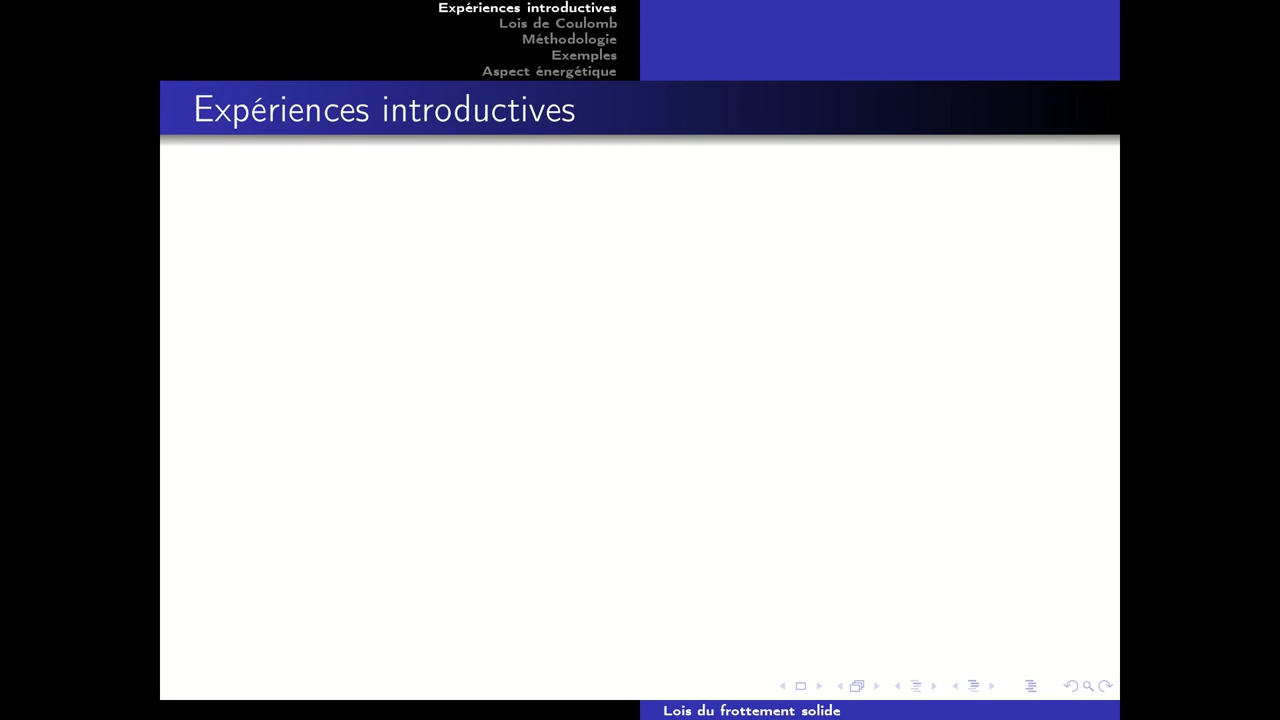 Expériences introductives
Lois de Coulomb
Méthodologie
Exemples
Aspect énergétique
Expériences introductives
Lois du frottement solide